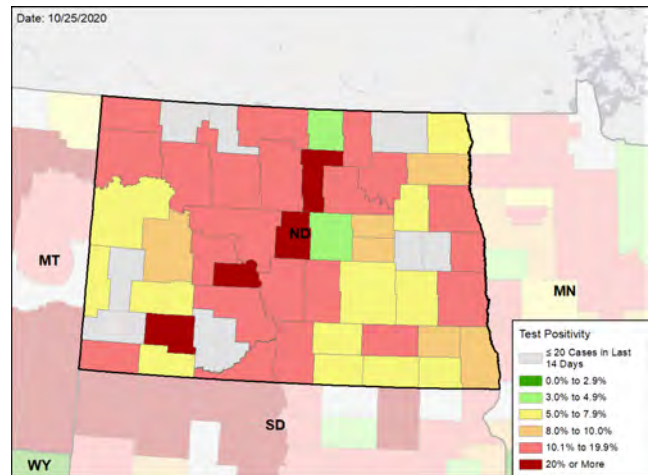 Date: 10/25/2020
ND
MT
MN
SD
WY
Test Positivity
≤ 20 Cases in Last
14 Days
0.0% to 2.9%
3.0% to 4.9%
5.0% to 7.9%
8.0% to 10.0%
10.1% to 19.9%
20% or More